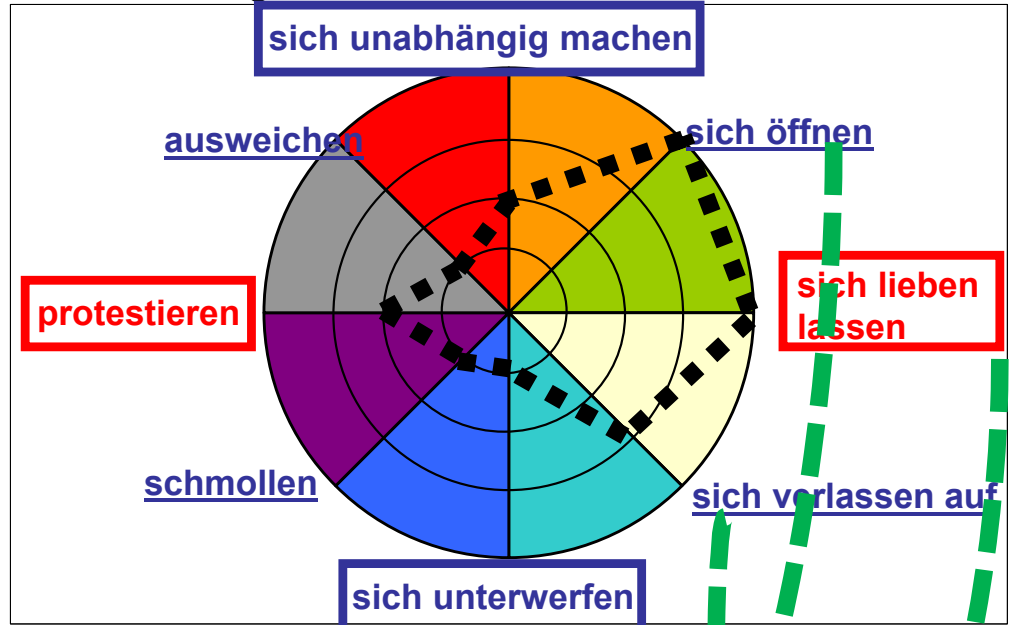 sich unabhängig machen
ausweichen
sich öffnen
protestieren
sich lieben
lassen
schmollen
sich verlassen auf
sich unterwerfen